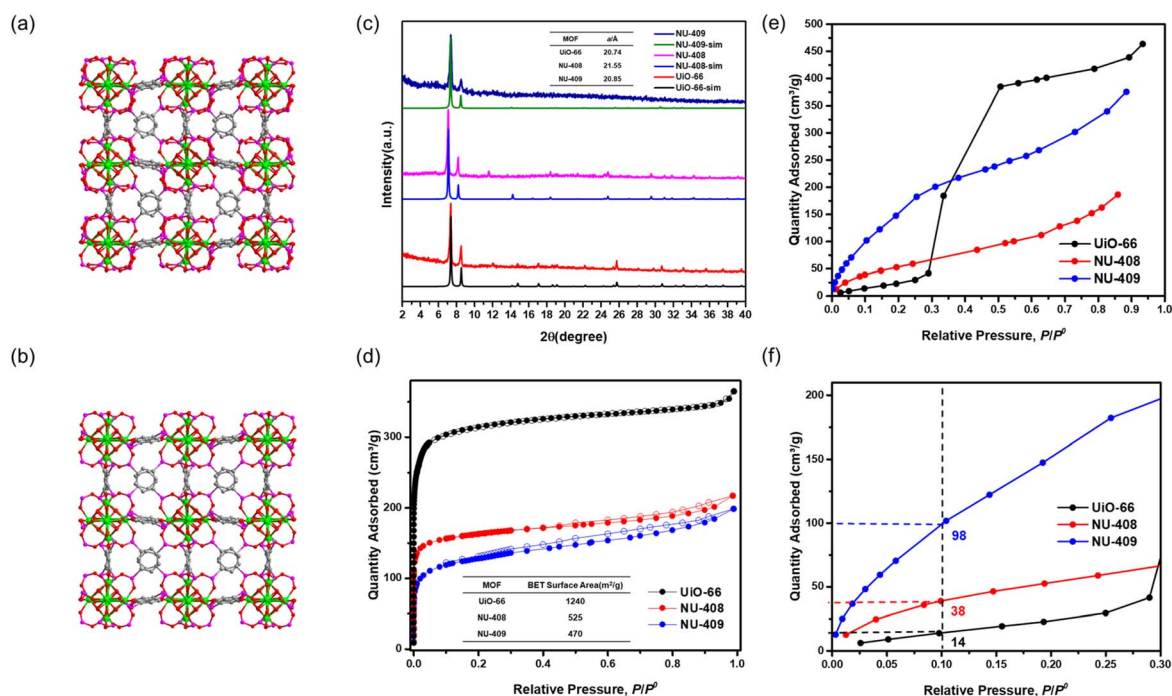 (a)
(b)
(c)
MOF a/Å
UiO-66 20.74
NU-408 21.55
NU-409 20.85
NU-409
NU-409-sim
NU-408
NU-408-sim
UiO-66
UiO-66-sim
Intensity(a.u.)
2 4 6 8 10 12 14 16 18 20 22 24 26 28 30 32 34 36 38 40
2θ(degree)
(d)
Quantity Adsorbed (cm³/g)
300
200
100
0
MOF BET Surface Area(m²/g)
UiO-66 1240
NU-408 525
NU-409 470
UiO-66
NU-408
NU-409
0.0 0.2 0.4 0.6 0.8 1.0
Relative Pressure, P/P⁰
(e)
Quantity Adsorbed (cm³/g)
500
450
400
350
300
250
200
150
100
50
0
UiO-66
NU-408
NU-409
0.0 0.1 0.2 0.3 0.4 0.5 0.6 0.7 0.8 0.9 1.0
Relative Pressure, P/P⁰
(f)
Quantity Adsorbed (cm³/g)
200
150
100
50
0
98
38
14
UiO-66
NU-408
NU-409
0.00 0.05 0.10 0.15 0.20 0.25 0.30
Relative Pressure, P/P⁰